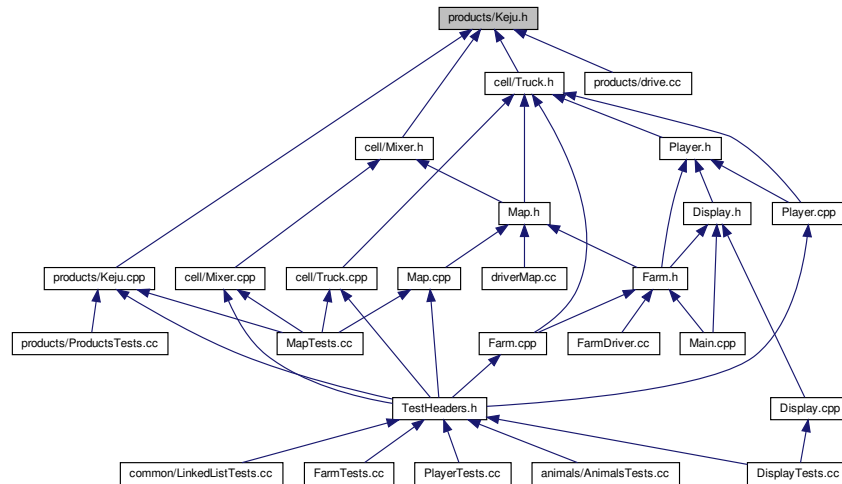 products/Keju.h
cell/Truck.h
products/drive.cc
cell/Mixer.h
Player.h
Map.h
Display.h
Player.cpp
products/Keju.cpp
cell/Mixer.cpp
cell/Truck.cpp
Map.cpp
driverMap.cc
Farm.h
products/ProductsTests.cc
MapTests.cc
Farm.cpp
FarmDriver.cc
Main.cpp
TestHeaders.h
Display.cpp
common/LinkedListTests.cc
FarmTests.cc
PlayerTests.cc
animals/AnimalsTests.cc
DisplayTests.cc